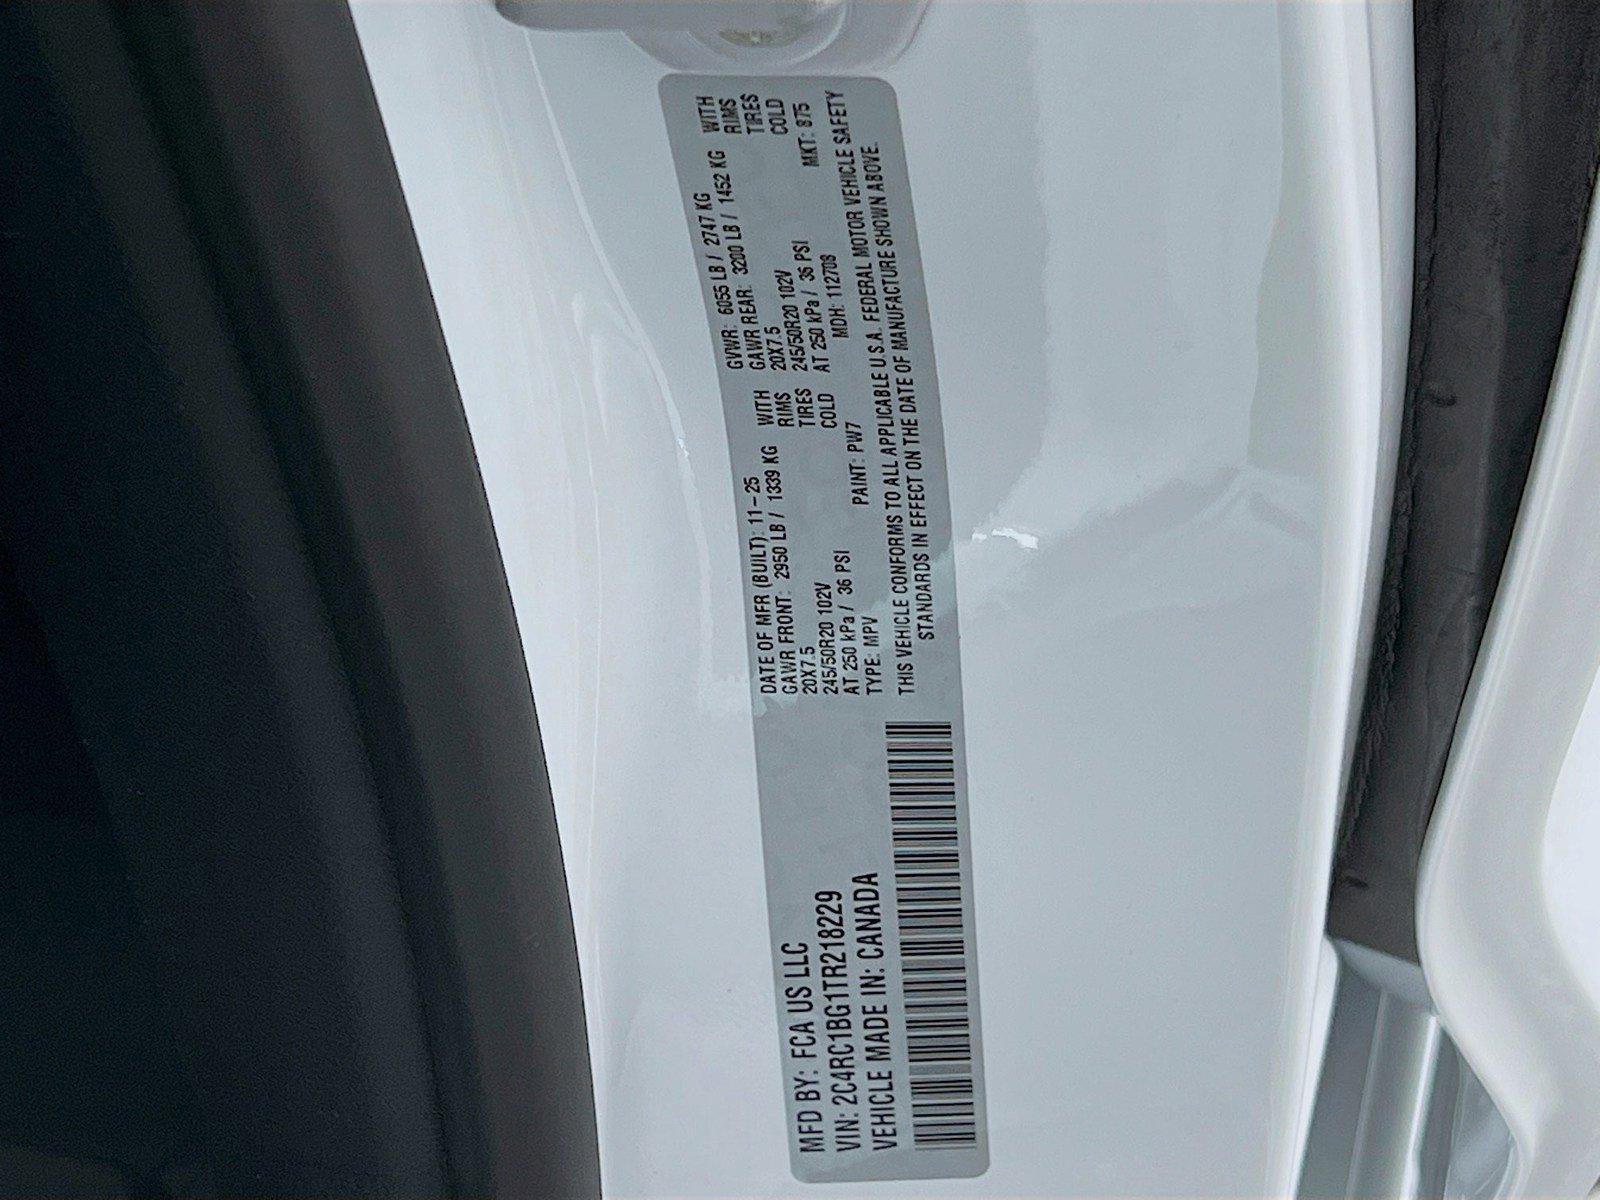 MFD BY: FCA US LLC
VIN: 2C4RC1BG1TR218229
VEHICLE MADE IN: CANADA
DATE OF MFR (BUILT): 11-25 GVWR: 6055 LB / 2747 KG
GAWR FRONT: 2950 LB / 1339 KG WITH GAWR REAR: 3200 LB / 1452 KG WITH
20X7.5 RIMS 20X7.5 RIMS
245/50R20 102V TIRES 245/50R20 102V TIRES
AT 250 kPa / 36 PSI COLD AT 250 kPa / 36 PSI COLD
TYPE: MPV PAINT: PW7 MDH: 112708 MKT: 875
THIS VEHICLE CONFORMS TO ALL APPLICABLE U.S.A. FEDERAL MOTOR VEHICLE SAFETY
STANDARDS IN EFFECT ON THE DATE OF MANUFACTURE SHOWN ABOVE.